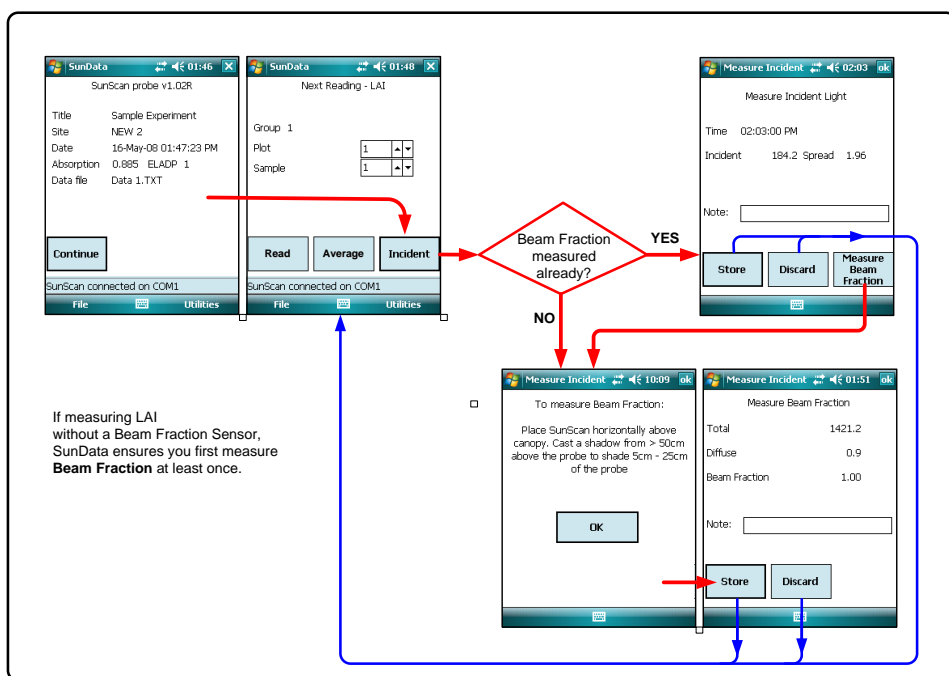 SunData 01:46
SunScan probe v1.02R
Title Sample Experiment
Site NEW 2
Date 16-May-08 01:47:23 PM
Absorption 0.885 ELADP 1
Data file Data 1.TXT
Continue
SunScan connected on COM1
File Utilities
SunData 01:48
Next Reading - LAI
Group 1
Plot 1
Sample 1
Read Average Incident
SunScan connected on COM1
File Utilities
Beam Fraction
measured
already?
YES
NO
Measure Incident 02:03 ok
Measure Incident Light
Time 02:03:00 PM
Incident 184.2 Spread 1.96
Note:
Store Discard Measure
Beam
Fraction
If measuring LAI
without a Beam Fraction Sensor,
SunData ensures you first measure
Beam Fraction at least once.
Measure Incident 10:09 ok
To measure Beam Fraction:
Place SunScan horizontally above
canopy. Cast a shadow from > 50cm
above the probe to shade 5cm - 25cm
of the probe
OK
Measure Incident 01:51 ok
Measure Beam Fraction
Total 1421.2
Diffuse 0.9
Beam Fraction 1.00
Note:
Store Discard